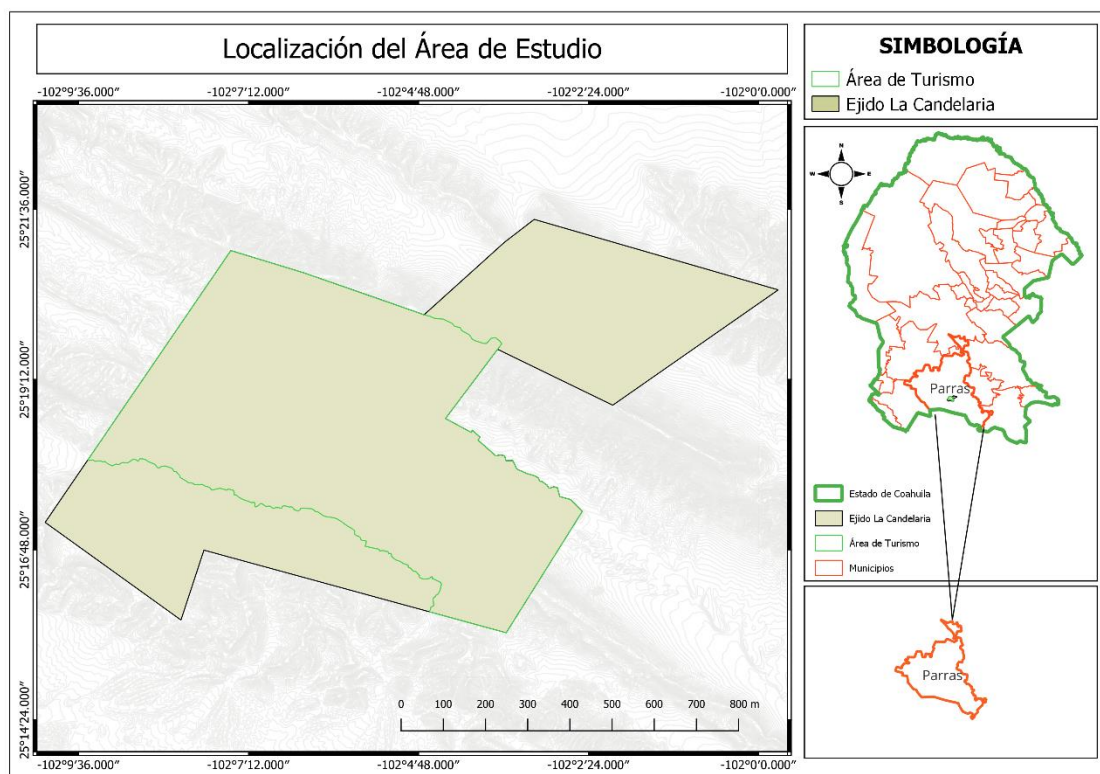 Localización del Área de Estudio
-102°9'36.000" -102°7'12.000" -102°4'48.000" -102°2'24.000" -102°0'0.000"
25°21'36.000"
25°19'12.000"
25°16'48.000"
25°14'24.000"
0 100 200 300 400 500 600 700 800 m
-102°9'36.000" -102°7'12.000" -102°4'48.000" -102°2'24.000" -102°0'0.000"
SIMBOLOGÍA
Área de Turismo
Ejido La Candelaria
N
W E
S
Parras
Estado de Coahuila
Ejido La Candelaria
Área de Turismo
Municipios
Parras